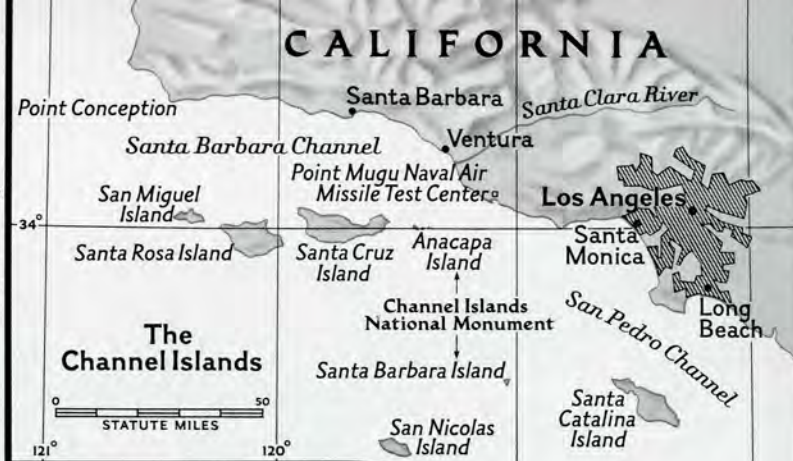 CALIFORNIA
Point Conception
Santa Barbara
Santa Clara River
Santa Barbara Channel
Ventura
Point Mugu Naval Air
Missile Test Center
San Miguel
Island
Los Angeles
34°
Santa Rosa Island
Santa Cruz
Island
Anacapa
Island
Santa
Monica
Channel Islands
National Monument
San Pedro Channel
Long
Beach
The
Channel Islands
Santa Barbara Island
0 50
STATUTE MILES
Santa
Catalina
Island
San Nicolas
Island
121° 120°